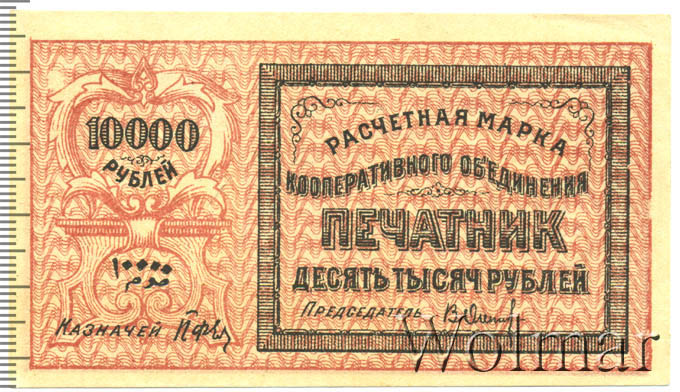 10000
РУБЛЕЙ
١٠٠٠٠
КАЗНАЧЕЙ
РАСЧЕТНАЯ МАРКА
КООПЕРАТИВНОГО ОБЪЕДИНЕНИЯ
ПЕЧАТНИК
ДЕСЯТЬ ТЫСЯЧ РУБЛЕЙ
ПРЕДСЕДАТЕЛЬ
Wolmar